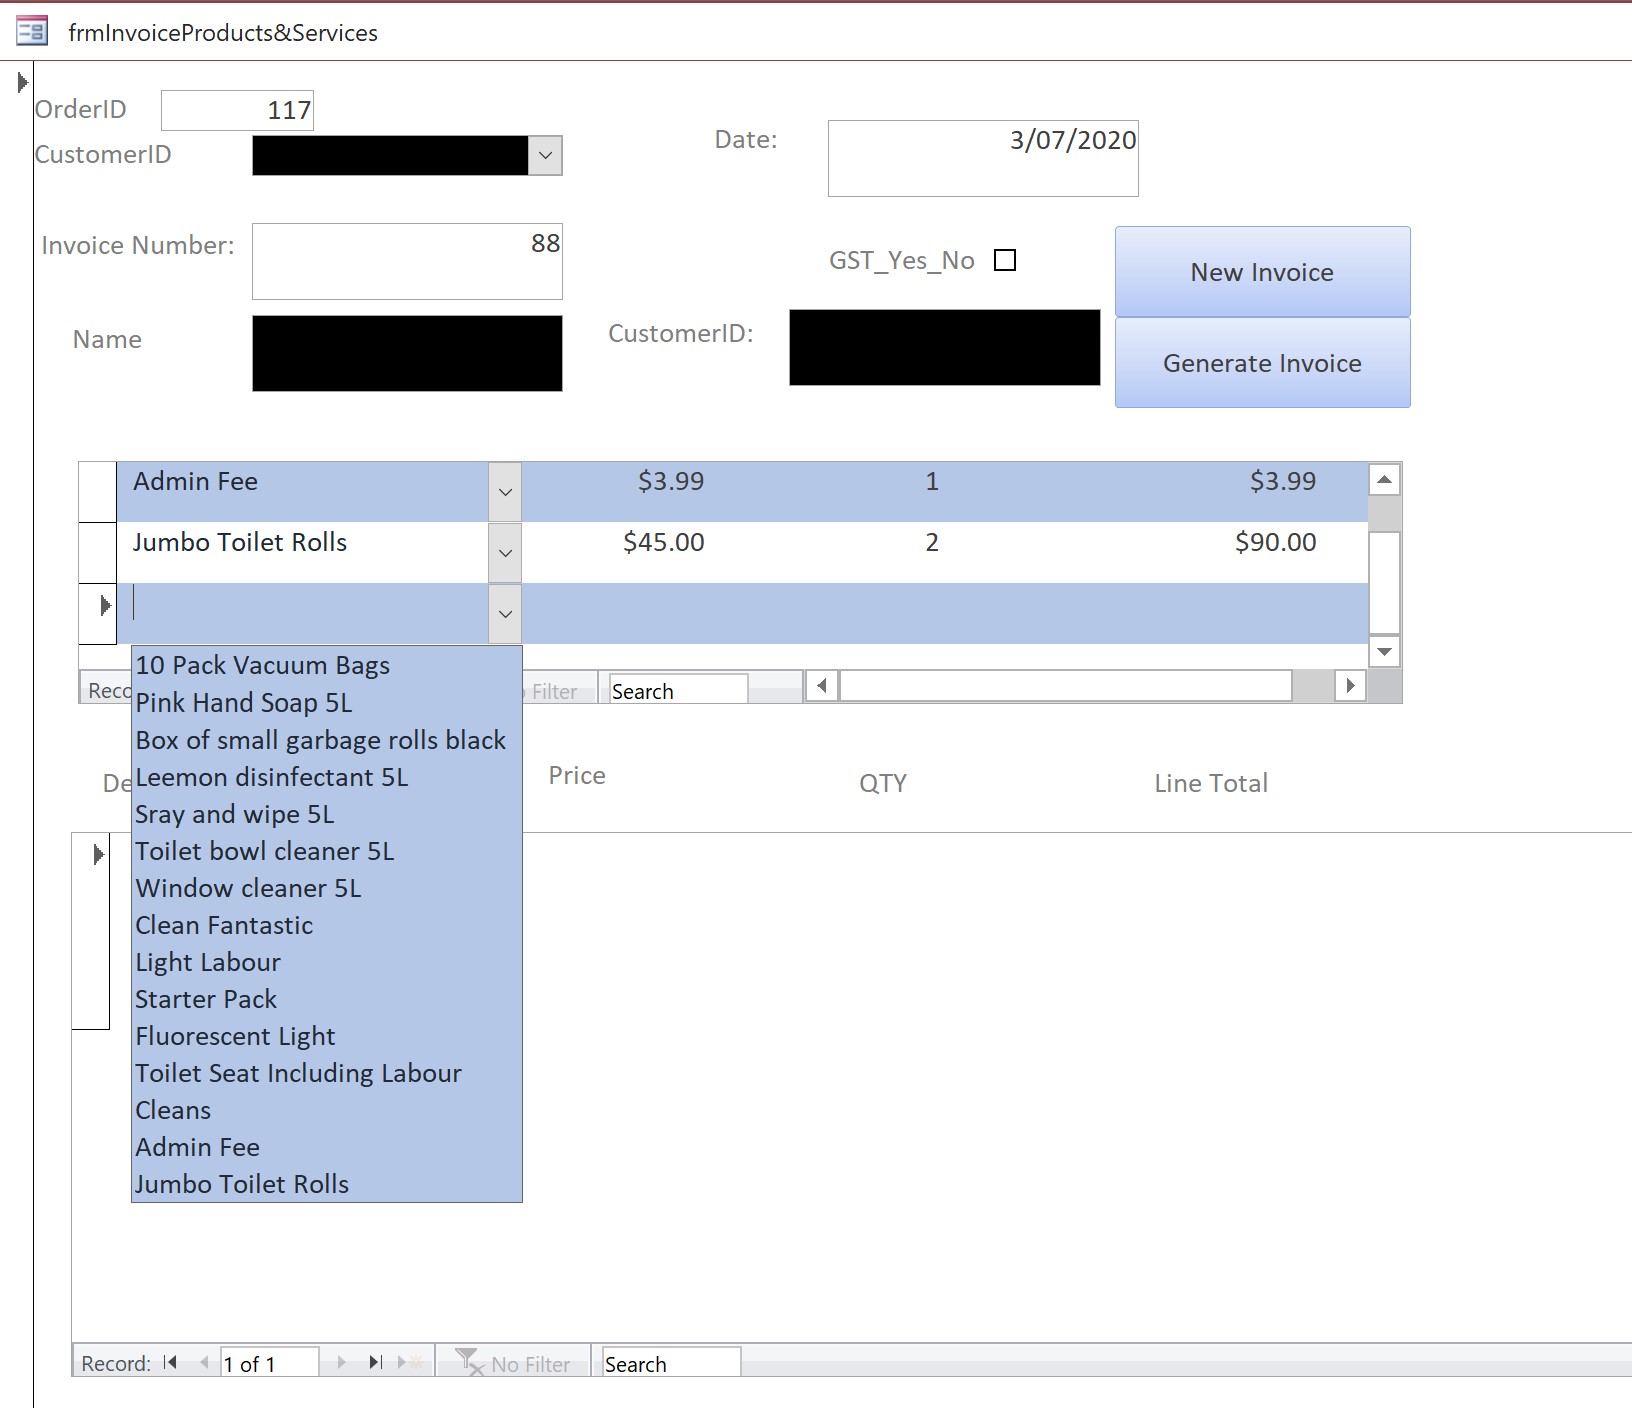 frmInvoiceProducts&Services
OrderID 117
CustomerID
Date: 3/07/2020
Invoice Number: 88
GST_Yes_No
New Invoice
Name
CustomerID:
Generate Invoice
Admin Fee $3.99 1 $3.99
Jumbo Toilet Rolls $45.00 2 $90.00
10 Pack Vacuum Bags
Reco Filter Search
Pink Hand Soap 5L
Box of small garbage rolls black
De Price QTY Line Total
Leemon disinfectant 5L
Sray and wipe 5L
Toilet bowl cleaner 5L
Window cleaner 5L
Clean Fantastic
Light Labour
Starter Pack
Fluorescent Light
Toilet Seat Including Labour
Cleans
Admin Fee
Jumbo Toilet Rolls
Record: 1 of 1 No Filter Search